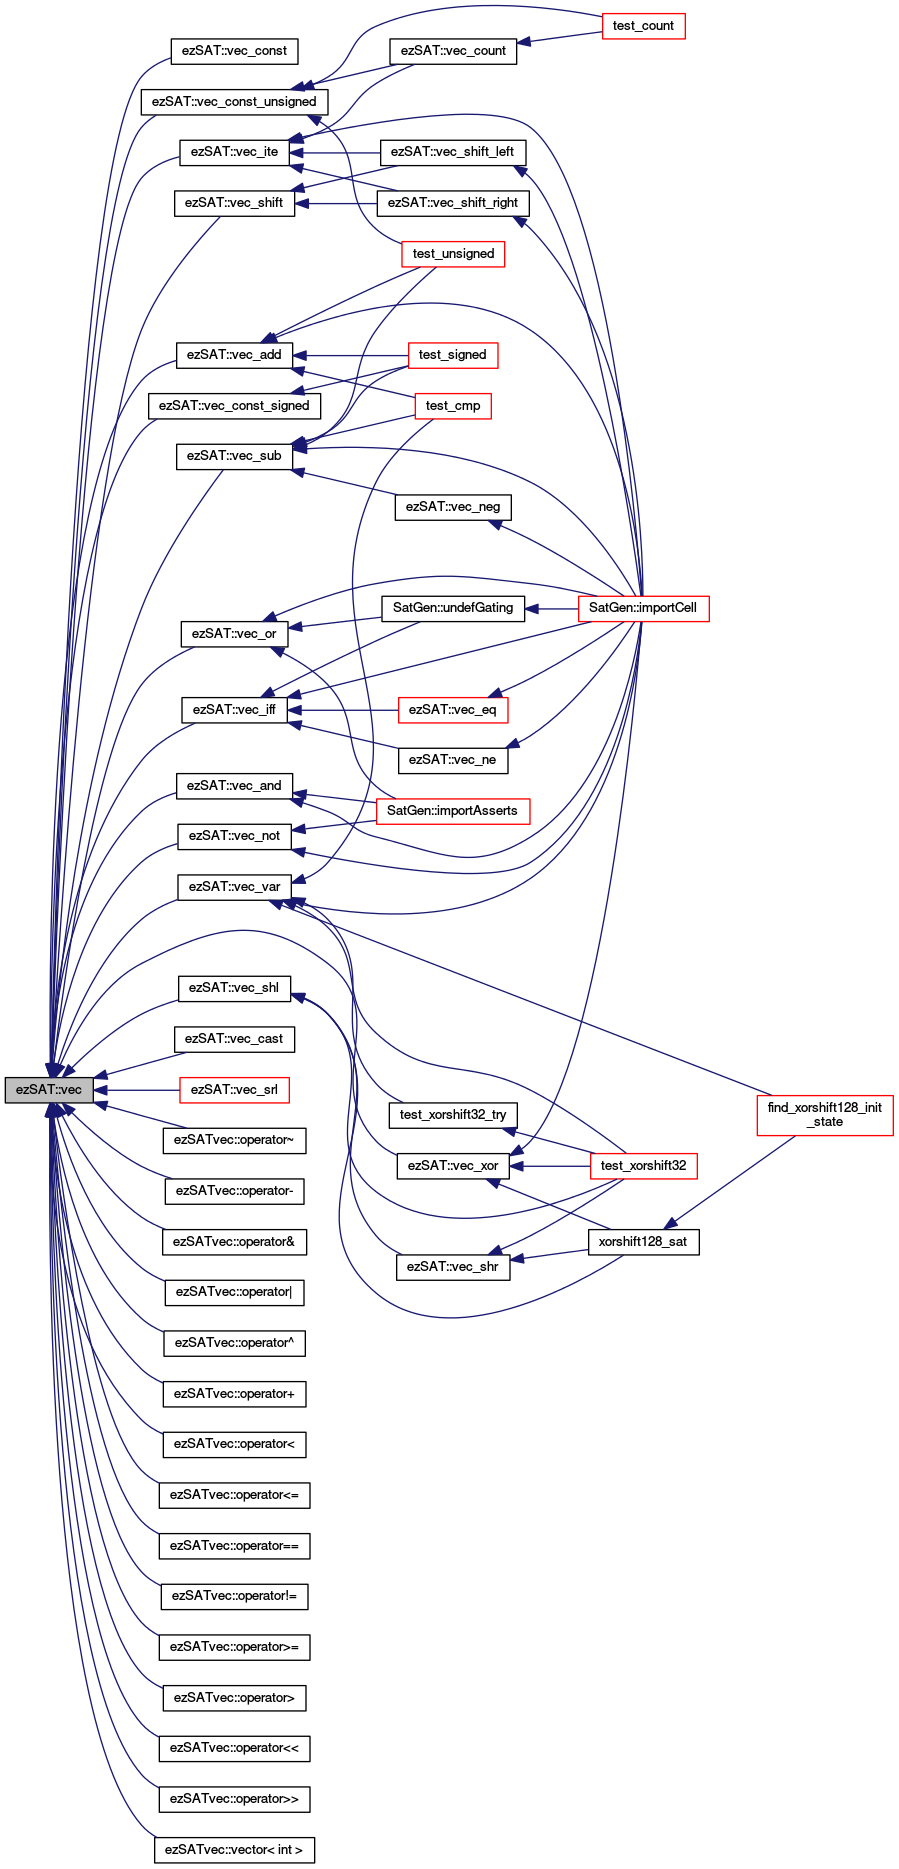 test_count
ezSAT::vec_const
ezSAT::vec_count
ezSAT::vec_const_unsigned
ezSAT::vec_ite
ezSAT::vec_shift_left
ezSAT::vec_shift
ezSAT::vec_shift_right
test_unsigned
ezSAT::vec_add
test_signed
ezSAT::vec_const_signed
test_cmp
ezSAT::vec_sub
ezSAT::vec_neg
SatGen::undefGating
SatGen::importCell
ezSAT::vec_or
ezSAT::vec_iff
ezSAT::vec_eq
ezSAT::vec_ne
ezSAT::vec_and
SatGen::importAsserts
ezSAT::vec_not
ezSAT::vec_var
ezSAT::vec_shl
ezSAT::vec_cast
ezSAT::vec
ezSAT::vec_srl
test_xorshift32_try
find_xorshift128_init
_state
ezSATvec::operator~
ezSAT::vec_xor
test_xorshift32
ezSATvec::operator-
ezSATvec::operator&
xorshift128_sat
ezSAT::vec_shr
ezSATvec::operator|
ezSATvec::operator^
ezSATvec::operator+
ezSATvec::operator<
ezSATvec::operator<=
ezSATvec::operator==
ezSATvec::operator!=
ezSATvec::operator>=
ezSATvec::operator>
ezSATvec::operator<<
ezSATvec::operator>>
ezSATvec::vector< int >